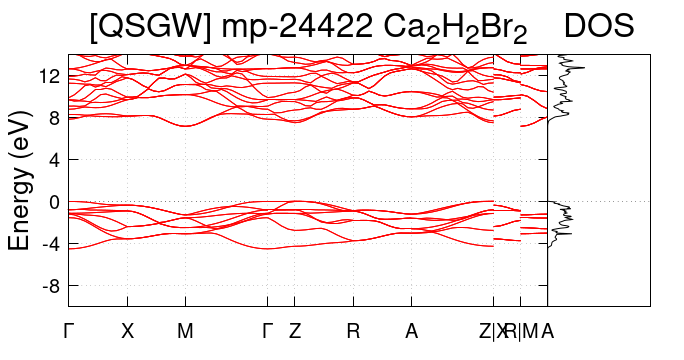 [QSGW] mp-24422 Ca₂H₂Br₂ DOS
Energy (eV)
12
8
4
0
-4
-8
Γ X M Γ Z R A Z|X R|M A